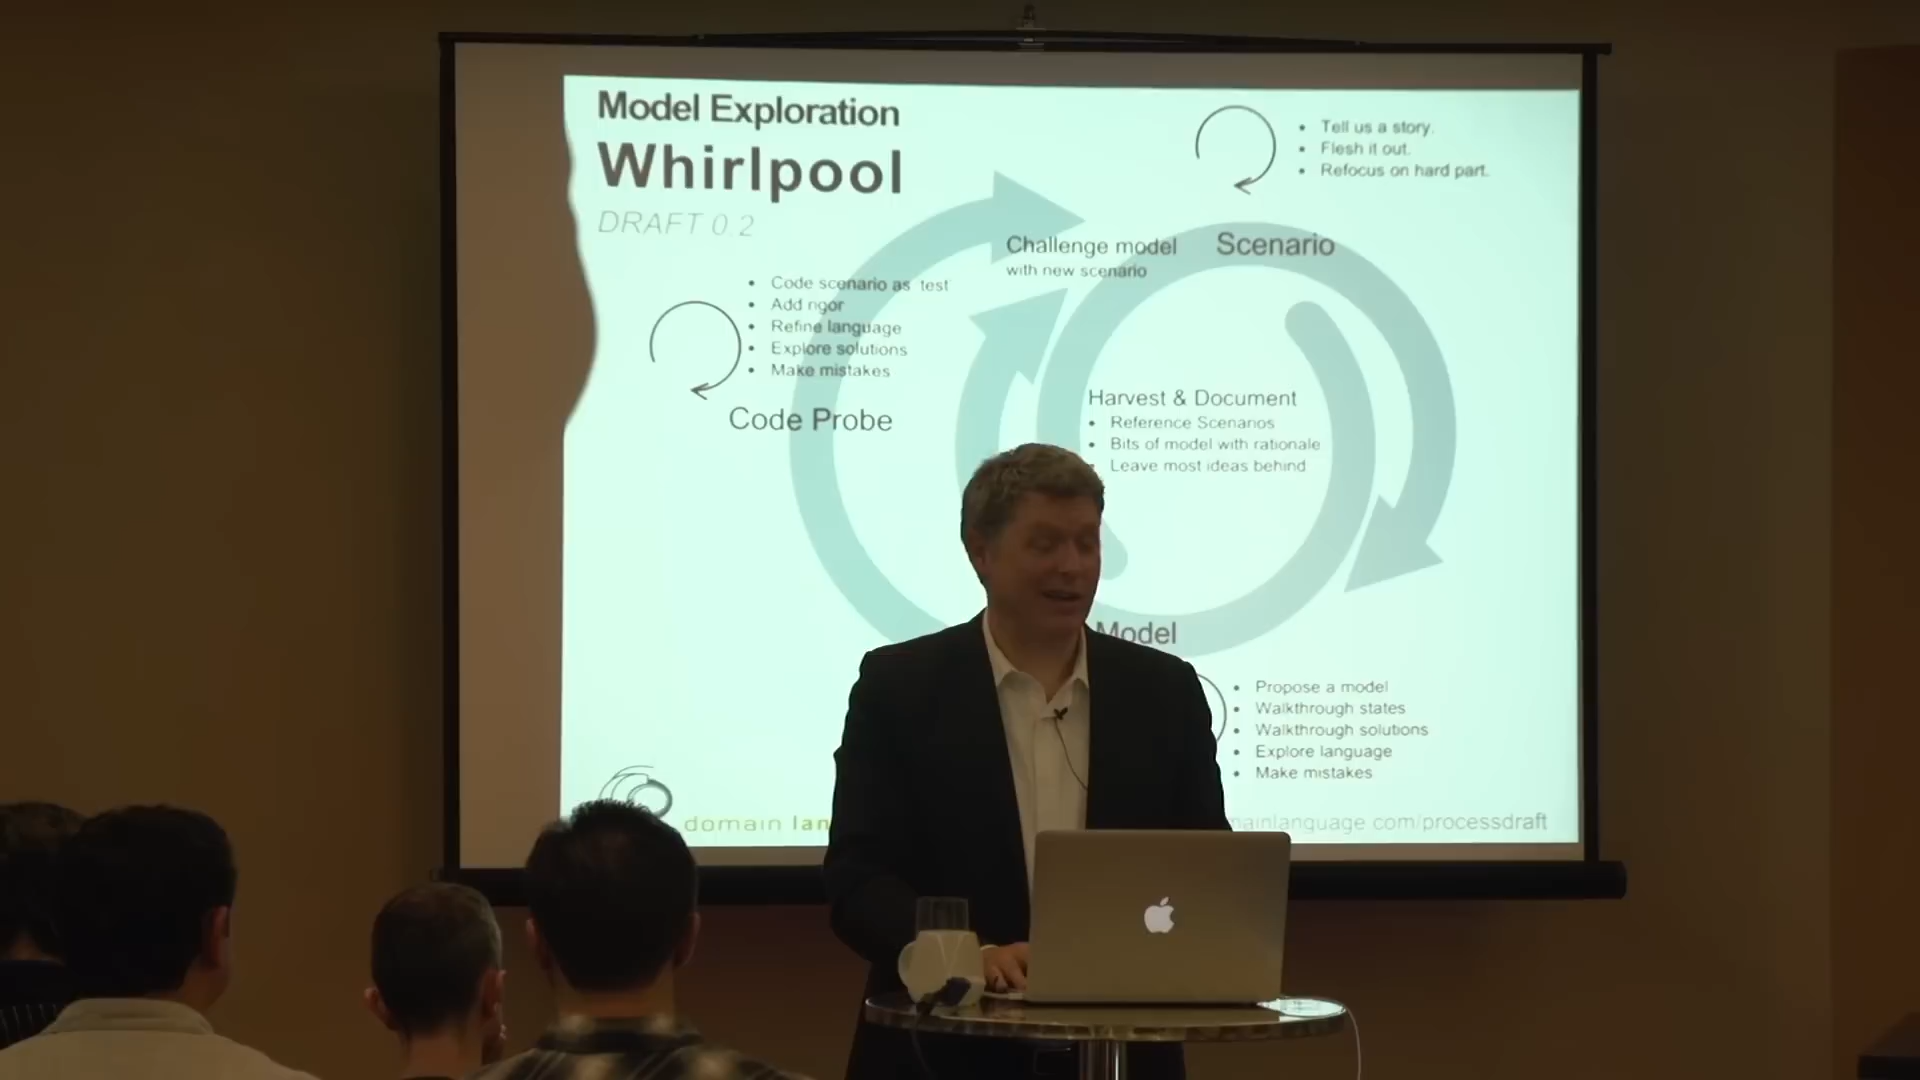 Model Exploration
Whirlpool
DRAFT 0.2
Tell us a story.
Flesh it out.
Refocus on hard part.
Challenge model
with new scenario
Scenario
Code scenario as test
Add rigor
Refine language
Explore solutions
Make mistakes
Code Probe
Harvest & Document
Reference Scenarios
Bits of model with rationale
Leave most ideas behind
Model
Propose a model
Walkthrough states
Walkthrough solutions
Explore language
Make mistakes
domain lan
mainlanguage.com/processdraft